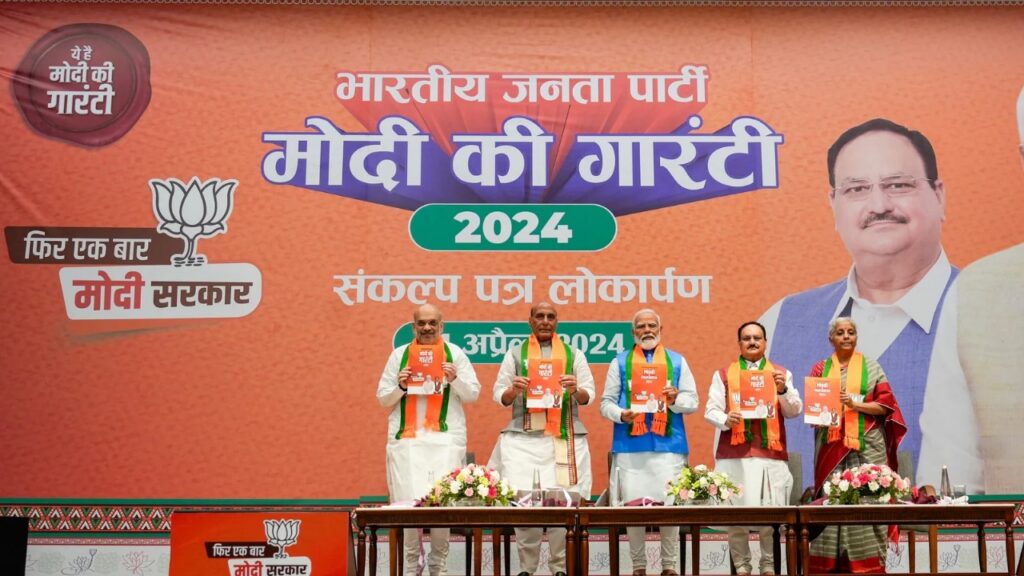 ये है
मोदी की
गारंटी
भारतीय जनता पार्टी
मोदी की गारंटी
2024
फिर एक बार
मोदी सरकार
संकल्प पत्र लोकार्पण
अप्रैल 2024
मोदी की
गारंटी
मोदी की
गारंटी
फिर एक बार
मोदी सरकार